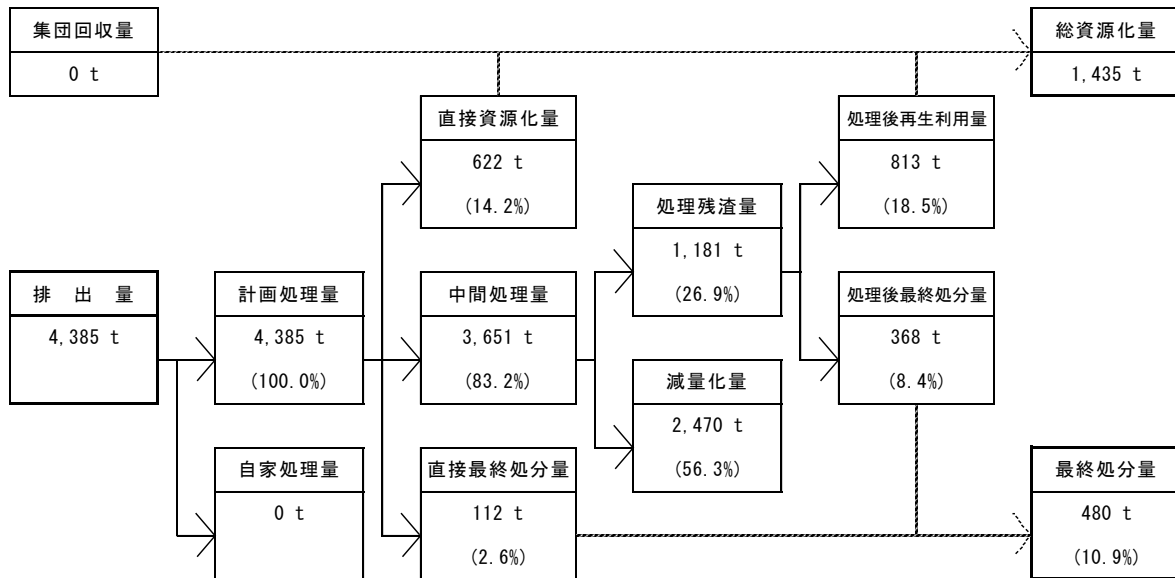 集団回収量
0 t
総資源化量
1,435 t
直接資源化量
622 t
(14.2%)
処理後再生利用量
813 t
(18.5%)
処理残渣量
1,181 t
(26.9%)
排　出　量
4,385 t
計画処理量
4,385 t
(100.0%)
中間処理量
3,651 t
(83.2%)
処理後最終処分量
368 t
(8.4%)
減量化量
2,470 t
(56.3%)
自家処理量
0 t
直接最終処分量
112 t
(2.6%)
最終処分量
480 t
(10.9%)